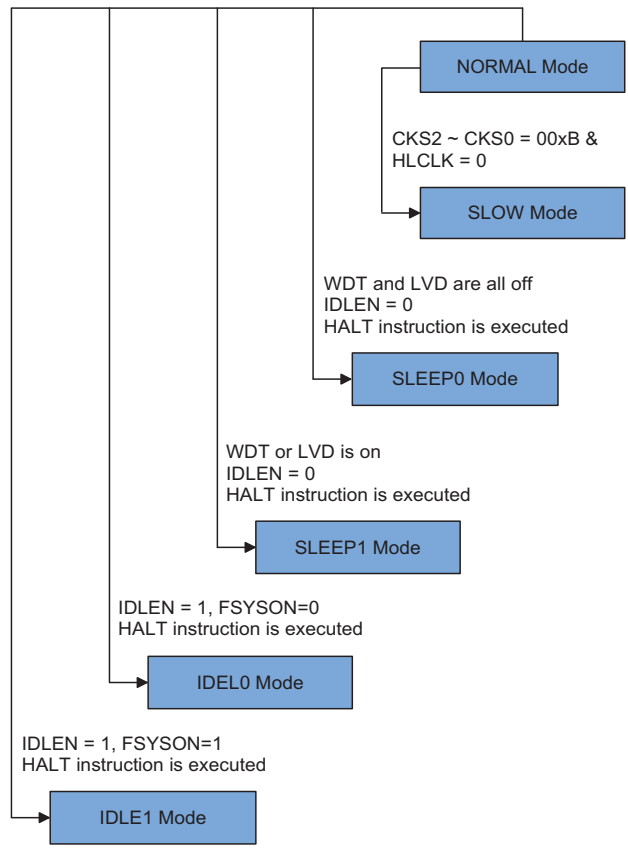 NORMAL Mode
CKS2 ~ CKS0 = 00xB &
HLCLK = 0
SLOW Mode
WDT and LVD are all off
IDLEN = 0
HALT instruction is executed
SLEEP0 Mode
WDT or LVD is on
IDLEN = 0
HALT instruction is executed
SLEEP1 Mode
IDLEN = 1, FSYSON=0
HALT instruction is executed
IDEL0 Mode
IDLEN = 1, FSYSON=1
HALT instruction is executed
IDLE1 Mode